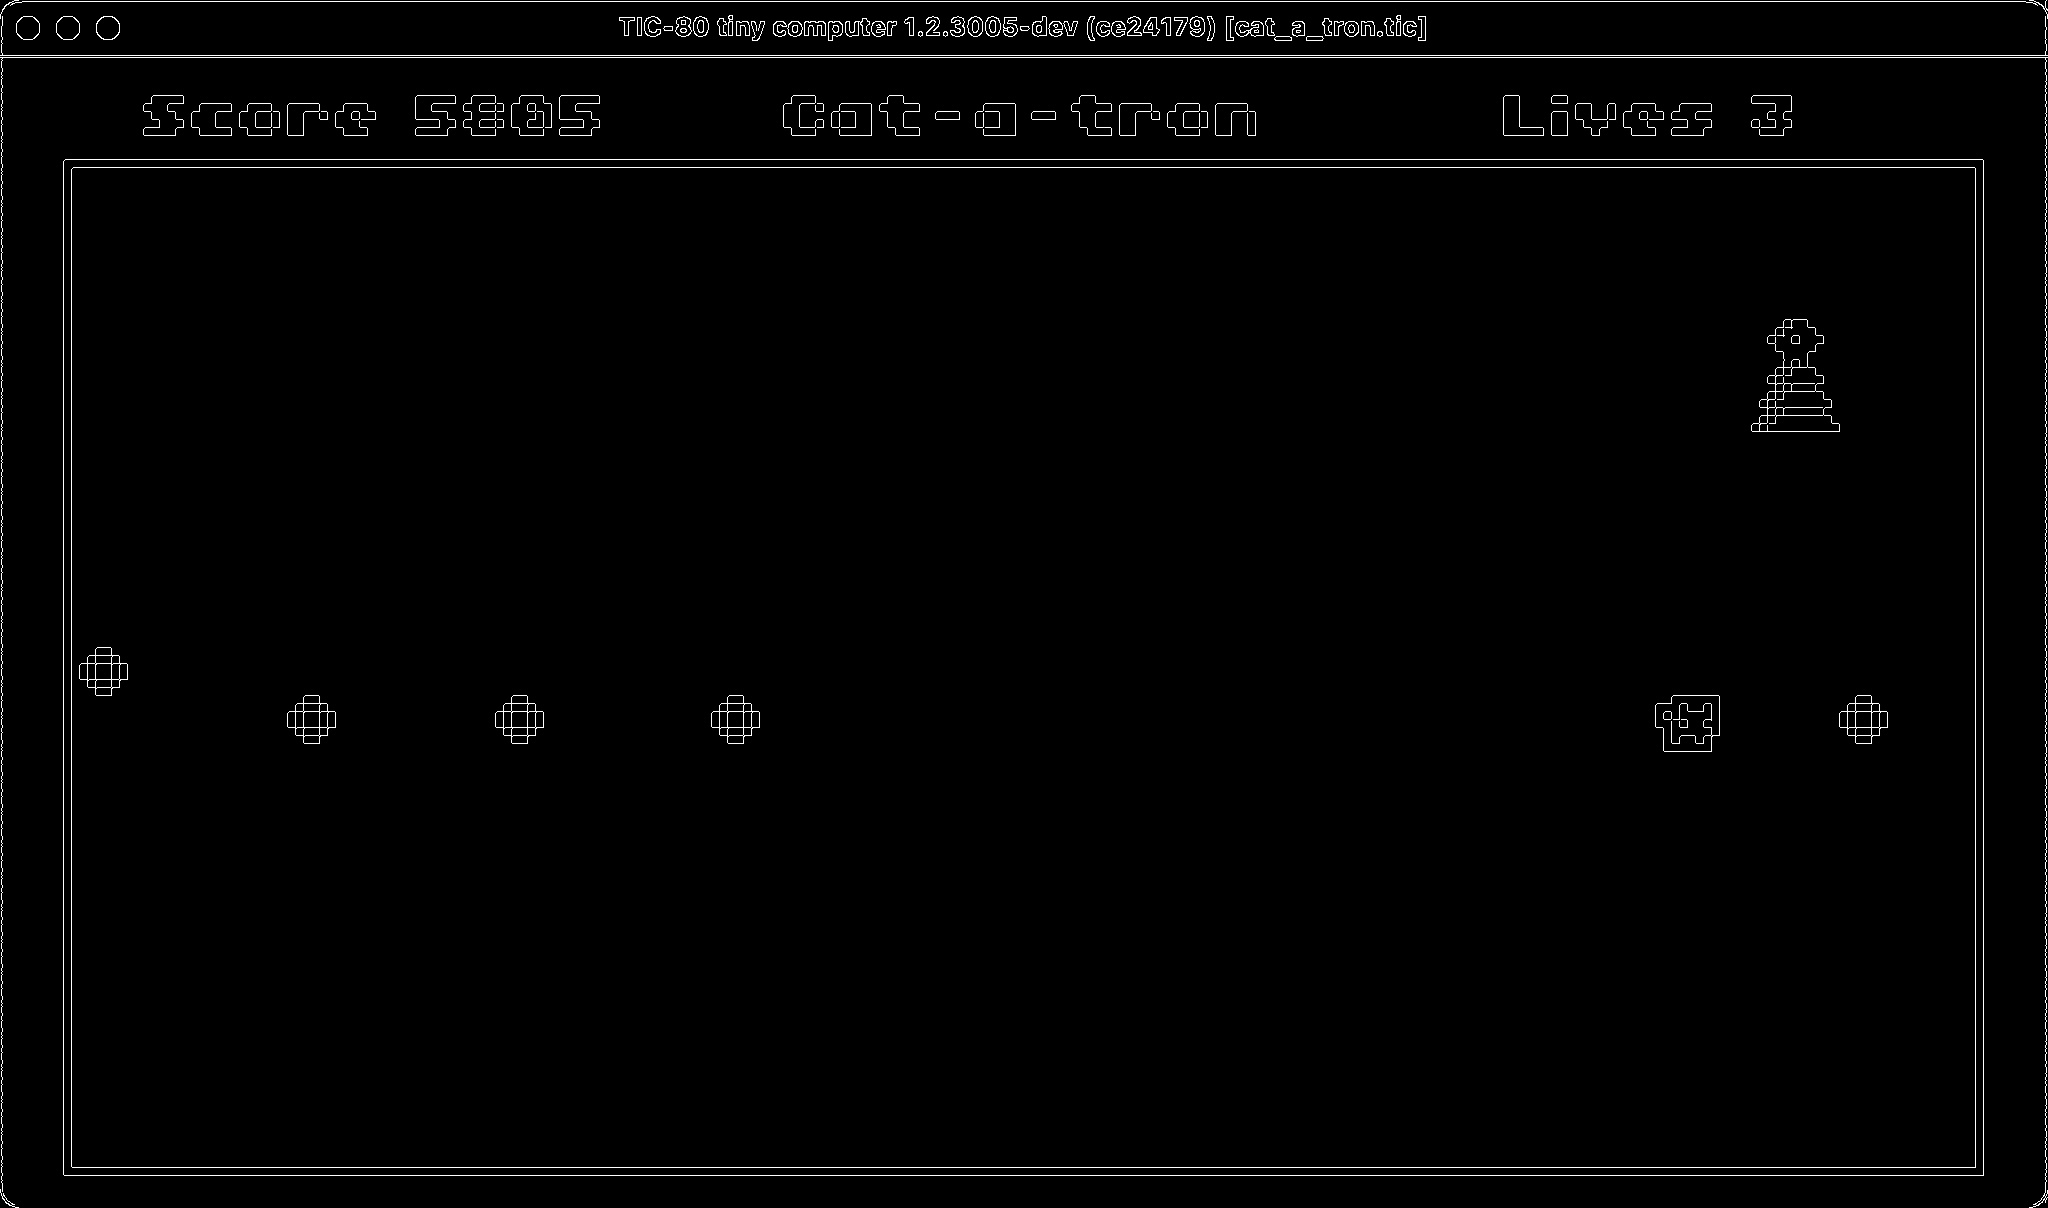 TIC-80 tiny computer 1.2.3005-dev (ce24179) [cat_a_tron.tic]
Score 5805 Cat-a-tron Lives 3